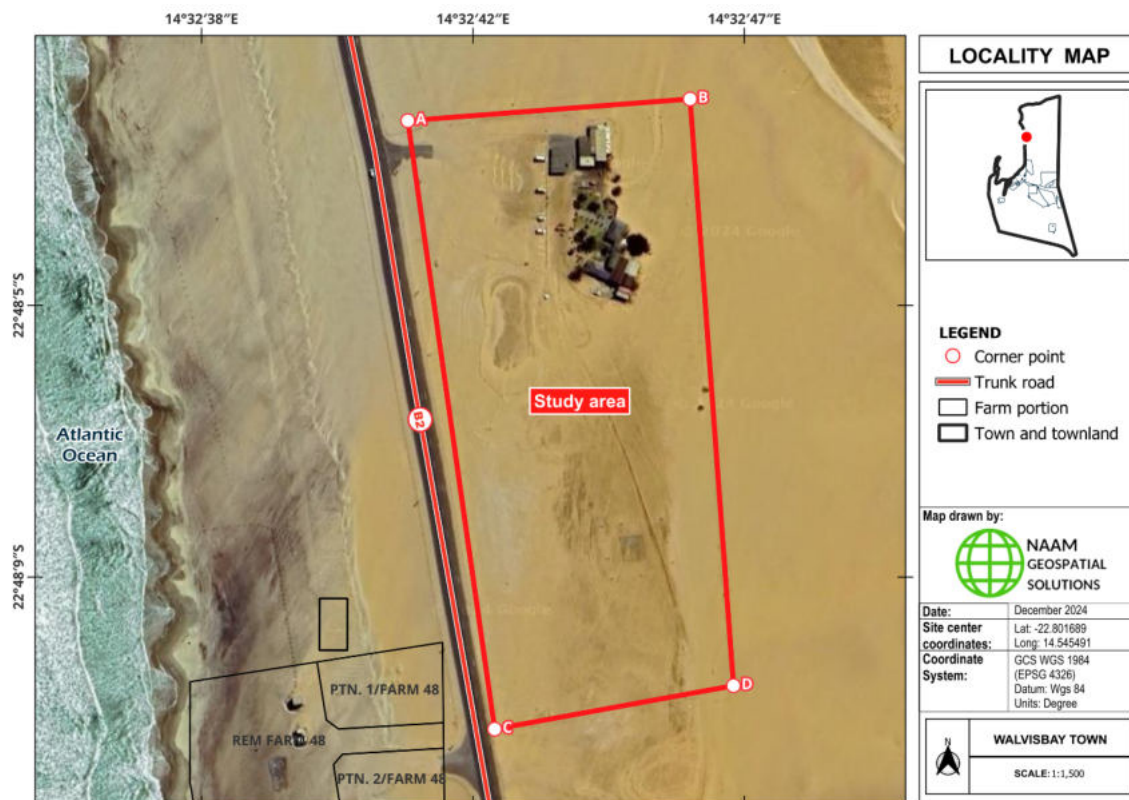 14°32'38"E
14°32'42"E
14°32'47"E
22°48'5"S
22°48'9"S
A
B
© 2024 Google
Study area
B2
Atlantic
Ocean
Google
C
D
PTN. 1/FARM 48
REM FARM 48
PTN. 2/FARM 48
LOCALITY MAP
LEGEND
Corner point
Trunk road
Farm portion
Town and townland
Map drawn by:
NAAM
GEOSPATIAL
SOLUTIONS
Date: December 2024
Site center Lat: -22.801689
coordinates: Long: 14.545491
Coordinate GCS WGS 1984
System: (EPSG 4326)
Datum: Wgs 84
Units: Degree
N
WALVISBAY TOWN
SCALE: 1:1,500